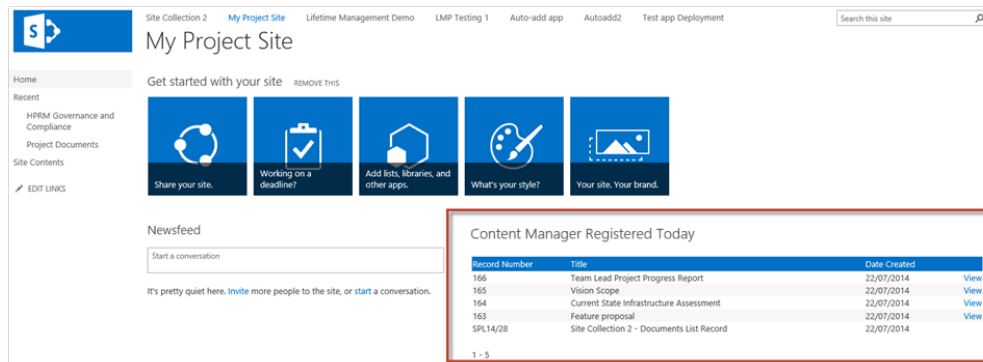 Site Collection 2 My Project Site Lifetime Management Demo LMP Testing 1 Auto-add app Autoadd2 Test app Deployment
Search this site
S
My Project Site
Home
Recent
HPRM Governance and
Compliance
Project Documents
Site Contents
EDIT LINKS
Get started with your site REMOVE THIS
Share your site.
Working on a
deadline?
Add lists, libraries, and
other apps.
What's your style?
Your site. Your brand.
Newsfeed
Start a conversation
It's pretty quiet here. Invite more people to the site, or start a conversation.
Content Manager Registered Today
Record Number Title Date Created
166 Team Lead Project Progress Report 22/07/2014 View
165 Vision Scope 22/07/2014 View
164 Current State Infrastructure Assessment 22/07/2014 View
163 Feature proposal 22/07/2014 View
SPL14/28 Site Collection 2 - Documents List Record 22/07/2014
1 - 5